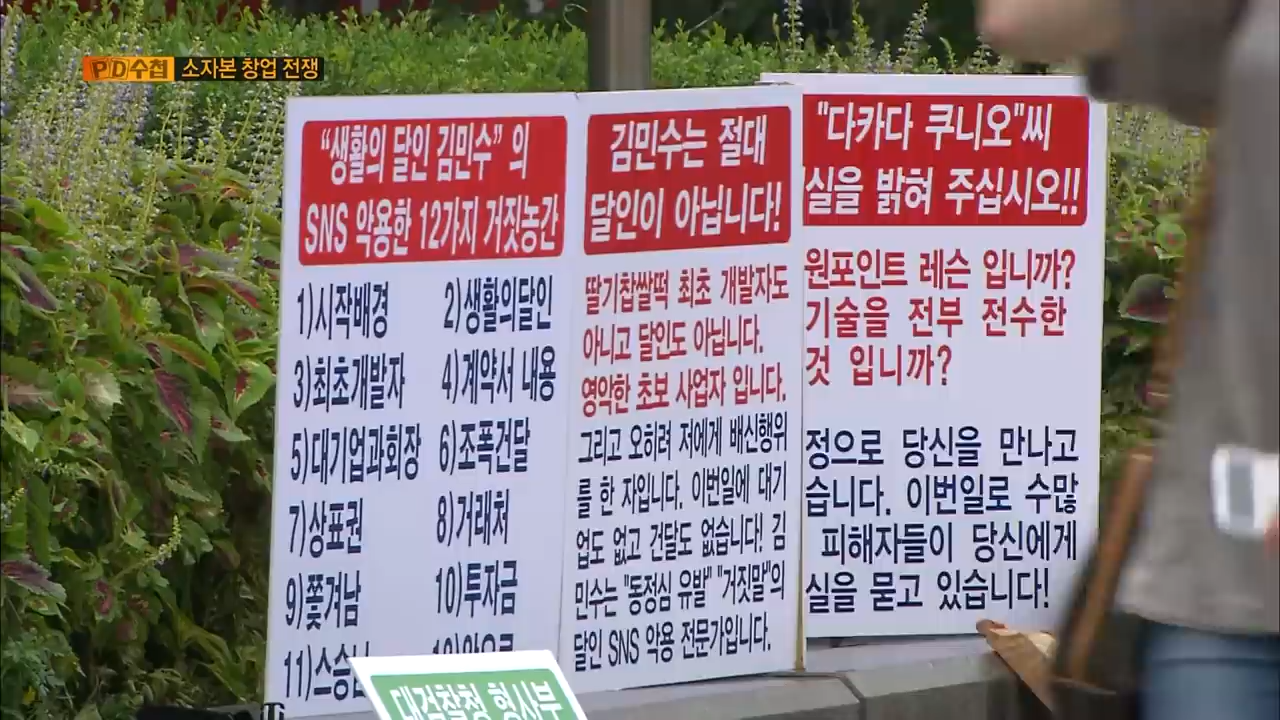 PD수첩 소자본 창업 전쟁
“생활의 달인 김민수” 의
SNS 악용한 12가지 거짓농간
1)시작배경 2)생활의달인
3)최초개발자 4)계약서 내용
5)대기업과회장 6)조폭건달
7)상표권 8)거래처
9)쫓겨남 10)투자금
11)스승님
대검찰청 형사부
김민수는 절대
달인이 아닙니다!
딸기찹쌀떡 최초 개발자도
아니고 달인도 아닙니다.
영악한 초보 사업자 입니다.
그리고 오히려 저에게 배신행위
를 한 자입니다. 이번일에 대기
업도 없고 건달도 없습니다! 김
민수는 "동정심 유발" "거짓말"의
달인 SNS 악용 전문가입니다.
"다카다 쿠니오"씨
실을 밝혀 주십시오!!
원포인트 레슨 입니까?
기술을 전부 전수한
것 입니까?
정으로 당신을 만나고
습니다. 이번일로 수많
피해자들이 당신에게
실을 묻고 있습니다!